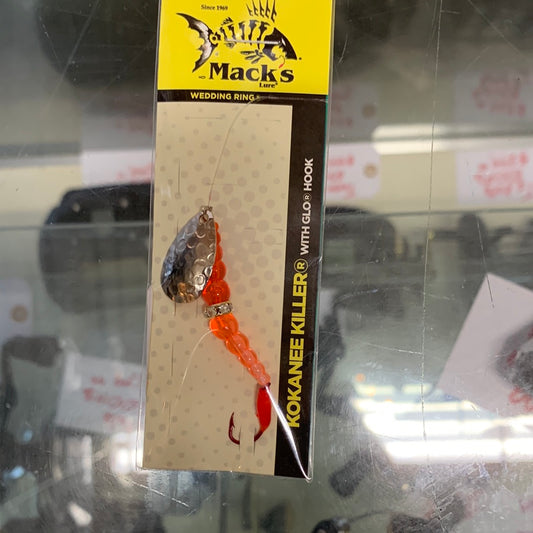 Since 1969
Mack's
Lure®
WEDDING RING
KOKANEE KILLER® WITH GLO® HOOK